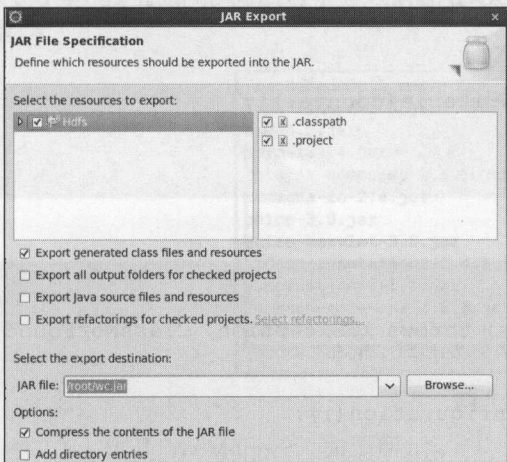 JAR Export
JAR File Specification
Define which resources should be exported into the JAR.
Select the resources to export:
Hdfs
.classpath
.project
Export generated class files and resources
Export all output folders for checked projects
Export Java source files and resources
Export refactorings for checked projects. Select refactorings...
Select the export destination:
JAR file: /root/wc.jar
Browse...
Options:
Compress the contents of the JAR file
Add directory entries